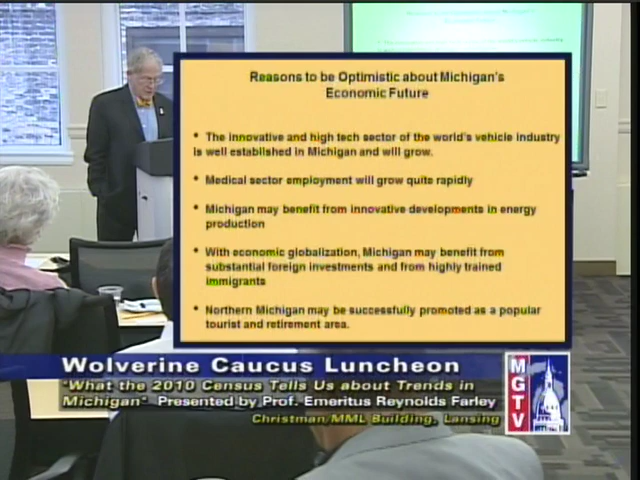 Reasons to be Optimistic about Michigan's
Economic Future
* The innovative and high tech sector of the world's vehicle industry
is well established in Michigan and will grow.
* Medical sector employment will grow quite rapidly
* Michigan may benefit from innovative developments in energy
production
* With economic globalization, Michigan may benefit from
substantial foreign investments and from highly trained
immigrants
* Northern Michigan may be successfully promoted as a popular
tourist and retirement area.
Wolverine Caucus Luncheon
"What the 2010 Census Tells Us about Trends in
Michigan" Presented by Prof. Emeritus Reynolds Farley
Christman/MML Building, Lansing
MGTV